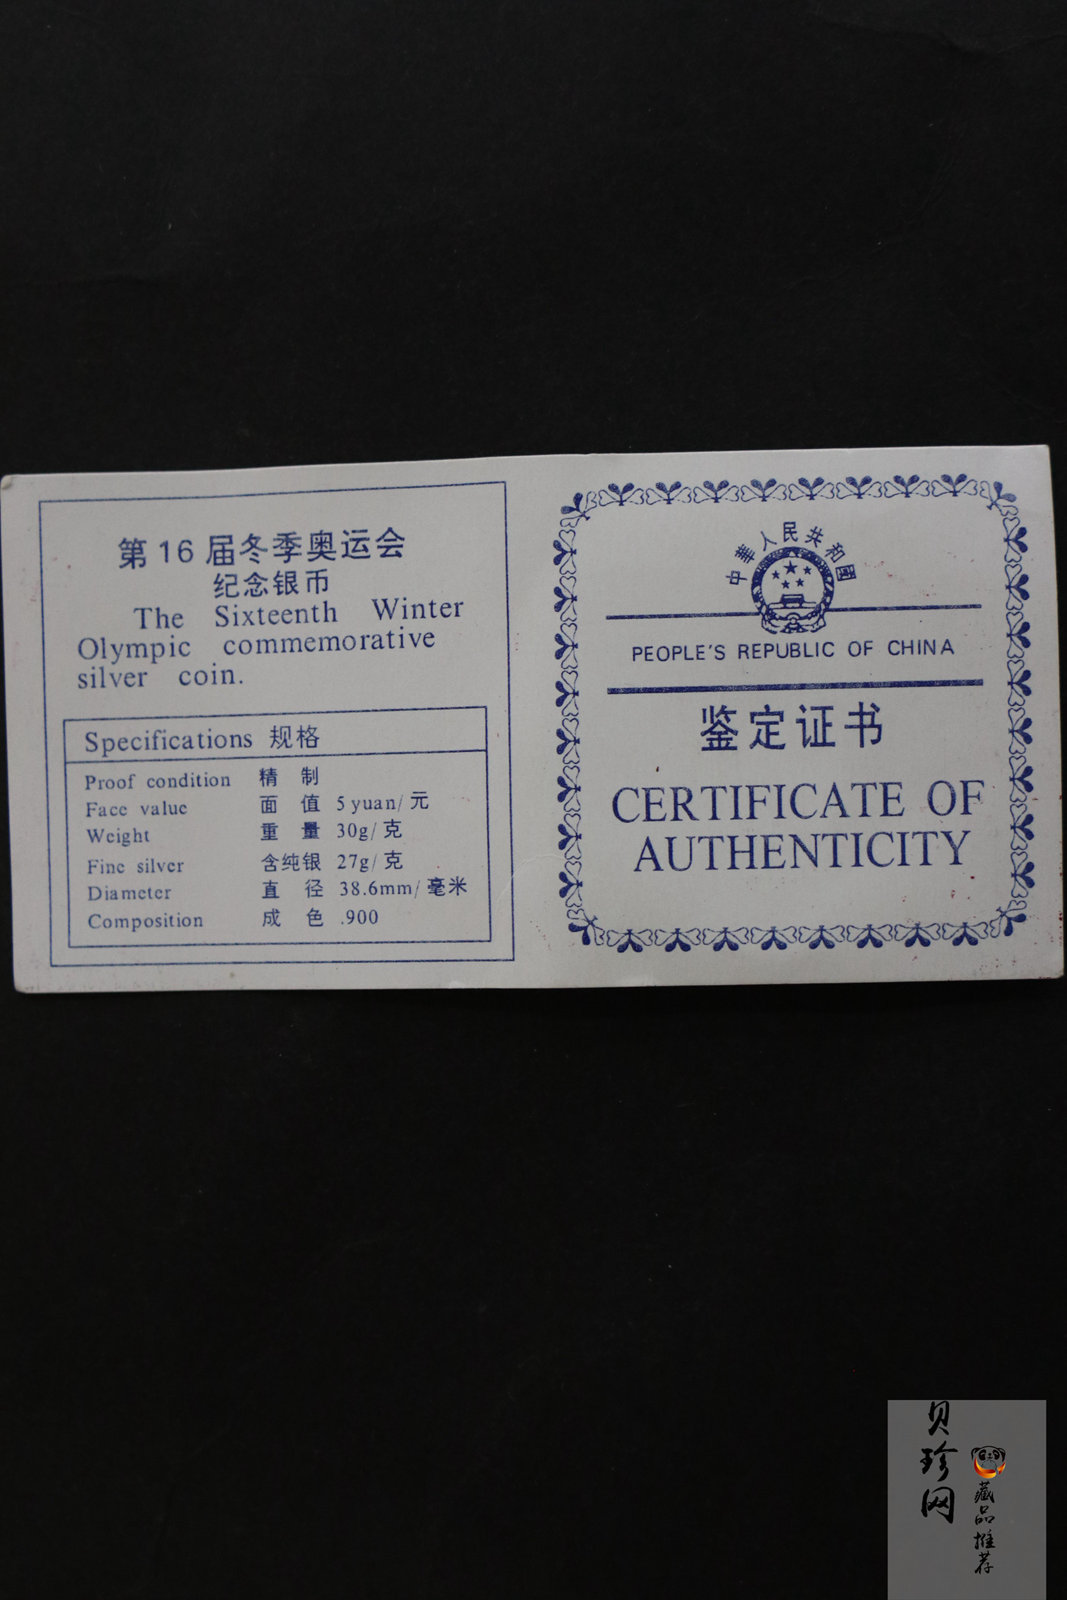 第16届冬季奥运会
纪念银币
The Sixteenth Winter
Olympic commemorative
silver coin.
Specifications 规格
Proof condition 精 制
Face value 面 值 5 yuan/元
Weight 重 量 30g/克
Fine silver 含纯银 27g/克
Diameter 直 径 38.6mm/毫米
Composition 成 色 .900
中華人民共和國
PEOPLE'S REPUBLIC OF CHINA
鉴定证书
CERTIFICATE OF
AUTHENTICITY
贝珍网
藏品推荐